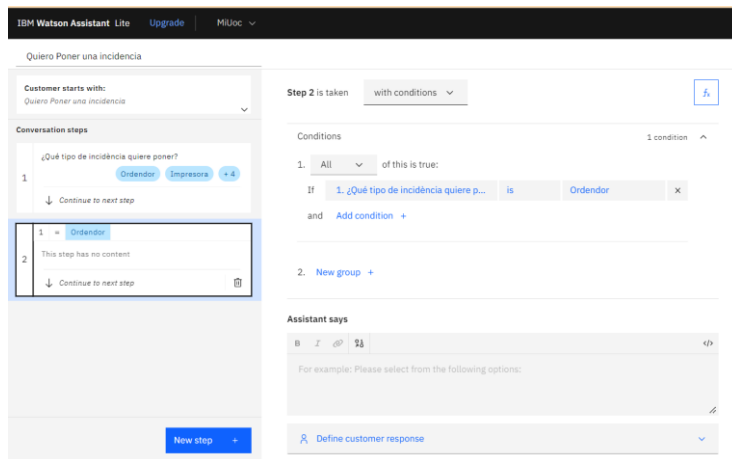 IBM Watson Assistant Lite Upgrade MiUoc
Quiero Poner una incidencia
Customer starts with:
Quiero Poner una incidencia
Conversation steps
1
¿Qué tipo de incidència quiere poner?
Ordendor Impresora + 4
Continue to next step
2
1 = Ordendor
This step has no content
Continue to next step
New step +
Step 2 is taken with conditions
fx
Conditions 1 condition
1. All of this is true:
If 1. ¿Qué tipo de incidència quiere p... is Ordendor ×
and Add condition +
2. New group +
Assistant says
B I </>
For example: Please select from the following options:
Define customer response